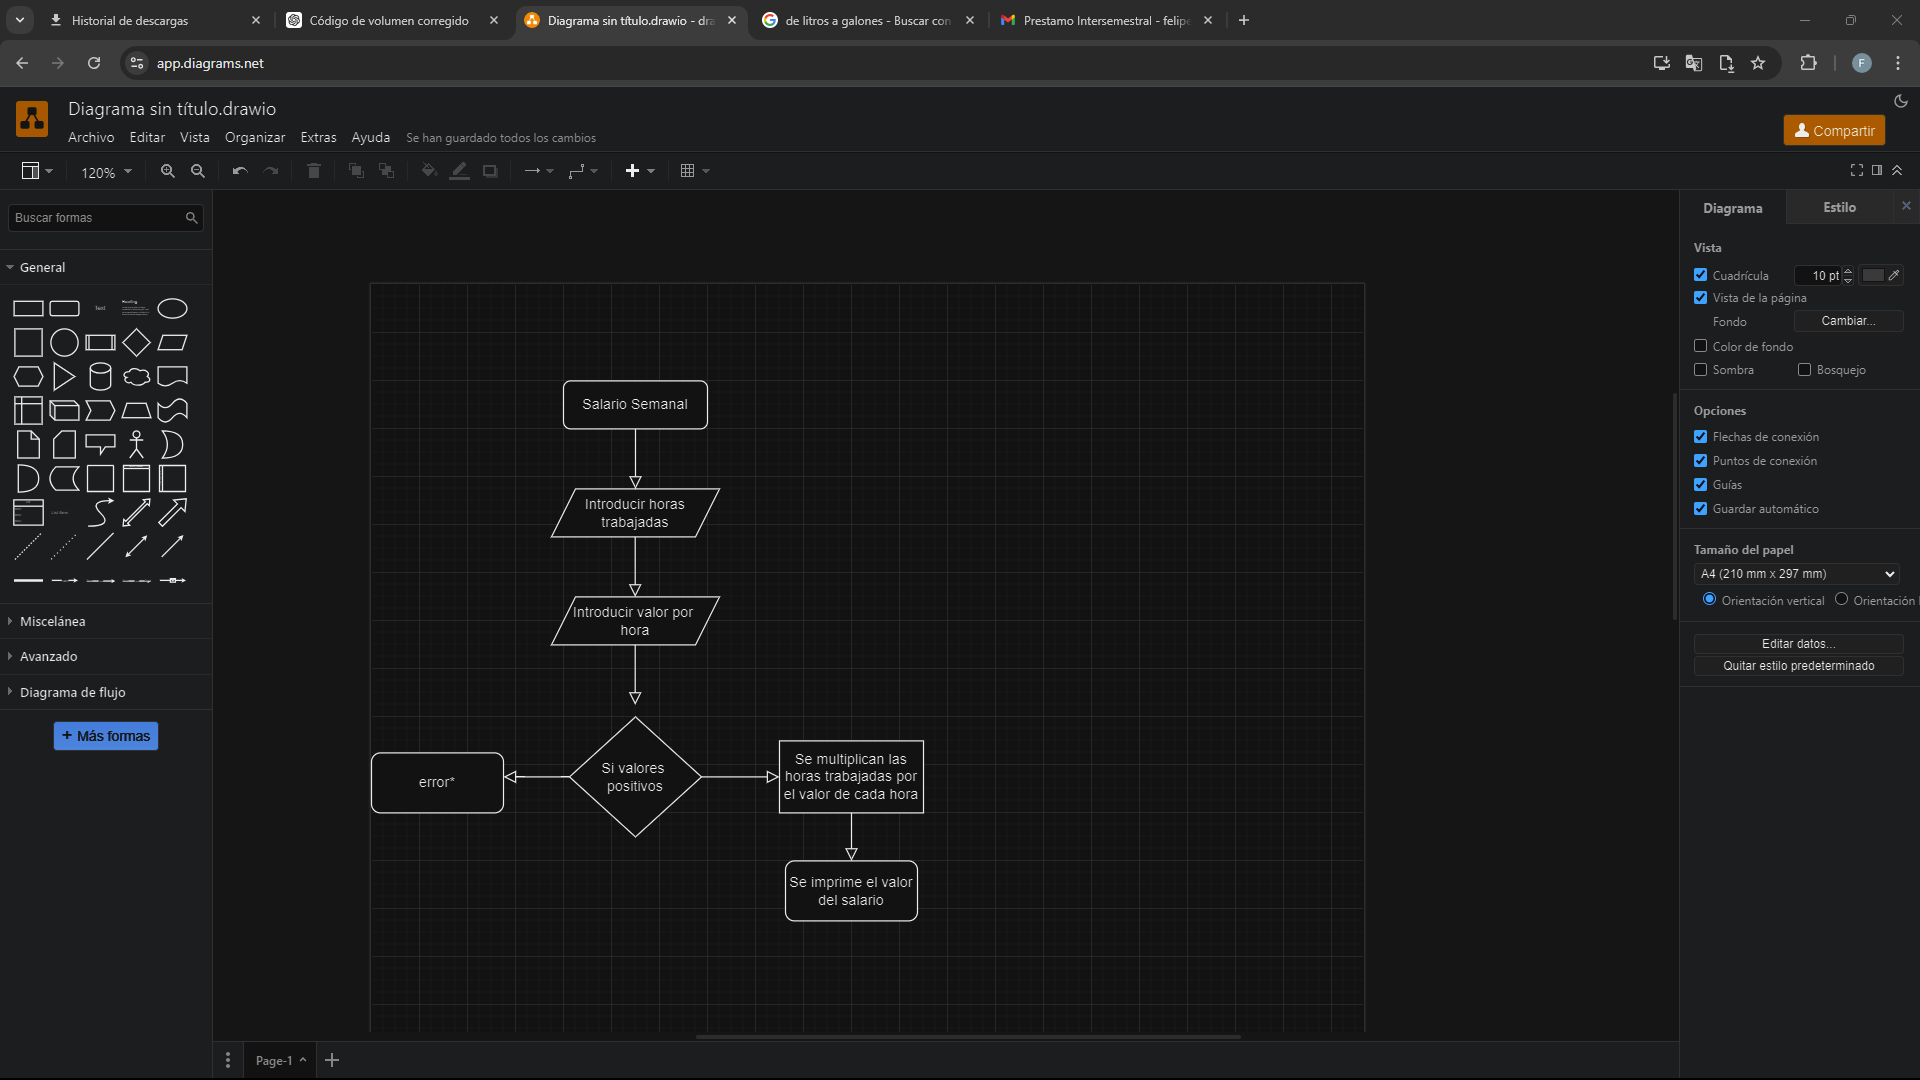 Historial de descargas
Código de volumen corregido
Diagrama sin título.drawio - dra
de litros a galones - Buscar con
Prestamo Intersemestral - felipe
app.diagrams.net
F
Diagrama sin título.drawio
Archivo Editar Vista Organizar Extras Ayuda Se han guardado todos los cambios
Compartir
120%
Buscar formas
General
Text
Heading
List Item
Miscelánea
Avanzado
Diagrama de flujo
+ Más formas
Salario Semanal
Introducir horas
trabajadas
Introducir valor por
hora
Si valores
positivos
error*
Se multiplican las
horas trabajadas por
el valor de cada hora
Se imprime el valor
del salario
Diagrama
Estilo
Vista
Cuadrícula
10 pt
Vista de la página
Fondo
Cambiar...
Color de fondo
Sombra
Bosquejo
Opciones
Flechas de conexión
Puntos de conexión
Guías
Guardar automático
Tamaño del papel
A4 (210 mm x 297 mm)
Orientación vertical
Orientación
Editar datos...
Quitar estilo predeterminado
Page-1